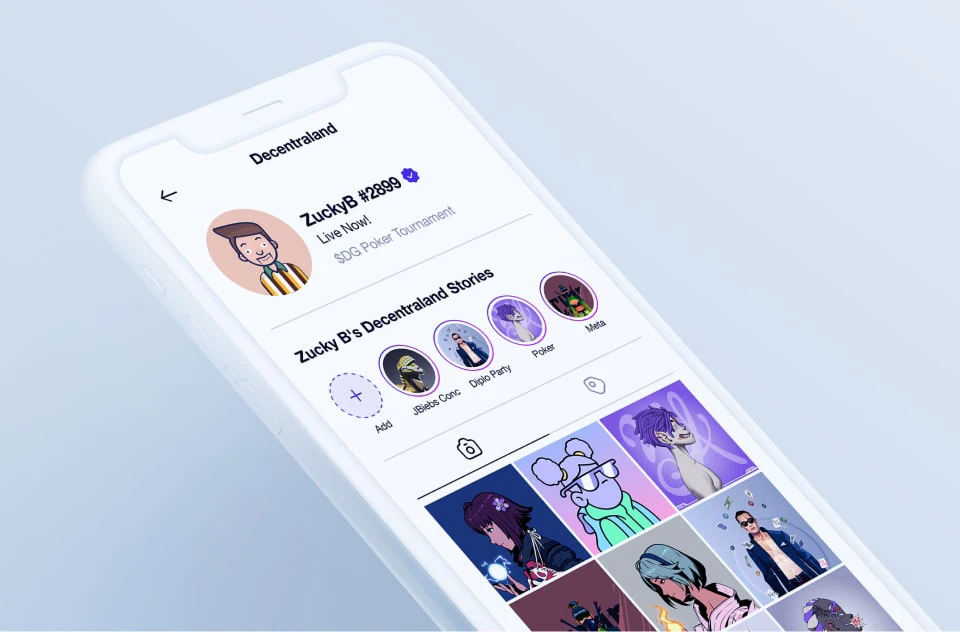 Decentraland
ZuckyB #2899
Live Now!
$DG Poker Tournament
Zucky B's Decentraland Stories
Add
JBiebs Conc
Diplo Party
Poker
Meta